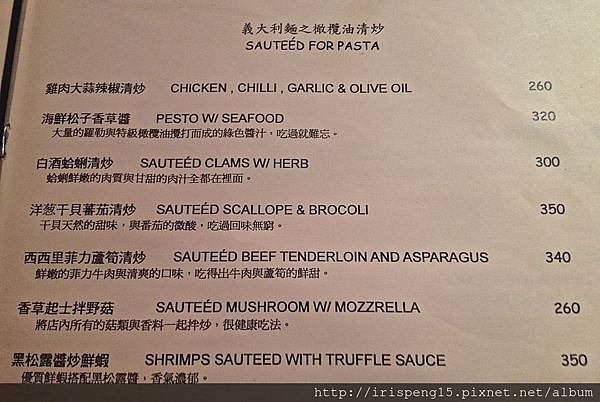 義大利麵之橄欖油清炒
SAUTEÉD FOR PASTA
雞肉大蒜辣椒清炒 CHICKEN , CHILLI , GARLIC & OLIVE OIL 260
海鮮松子香草醬 PESTO W/ SEAFOOD 320
大量的羅勒與特級橄欖油攪打而成的綠色醬汁，吃過就難忘。
白酒蛤蜊清炒 SAUTEÉD CLAMS W/ HERB 300
蛤蜊鮮嫩的肉質與甘甜的肉汁全都在裡面。
洋葱干貝蕃茄清炒 SAUTEÉD SCALLOPE & BROCOLI 350
干貝天然的甜味，與番茄的微酸，吃過回味無窮。
西西里菲力蘆筍清炒 SAUTEÉD BEEF TENDERLOIN AND ASPARAGUS 340
鮮嫩的菲力牛肉與清爽的口味，吃得出牛肉與蘆筍的鮮甜。
香草起士拌野菇 SAUTEÉD MUSHROOM W/ MOZZRELLA 260
將店內所有的菇類與香料一起拌炒，很健康吃法。
黑松露醬炒鮮蝦 SHRIMPS SAUTEED WITH TRUFFLE SAUCE 350
優質鮮蝦搭配黑松露醬，香氣濃郁。
http://irispeng15.pixnet.net/album